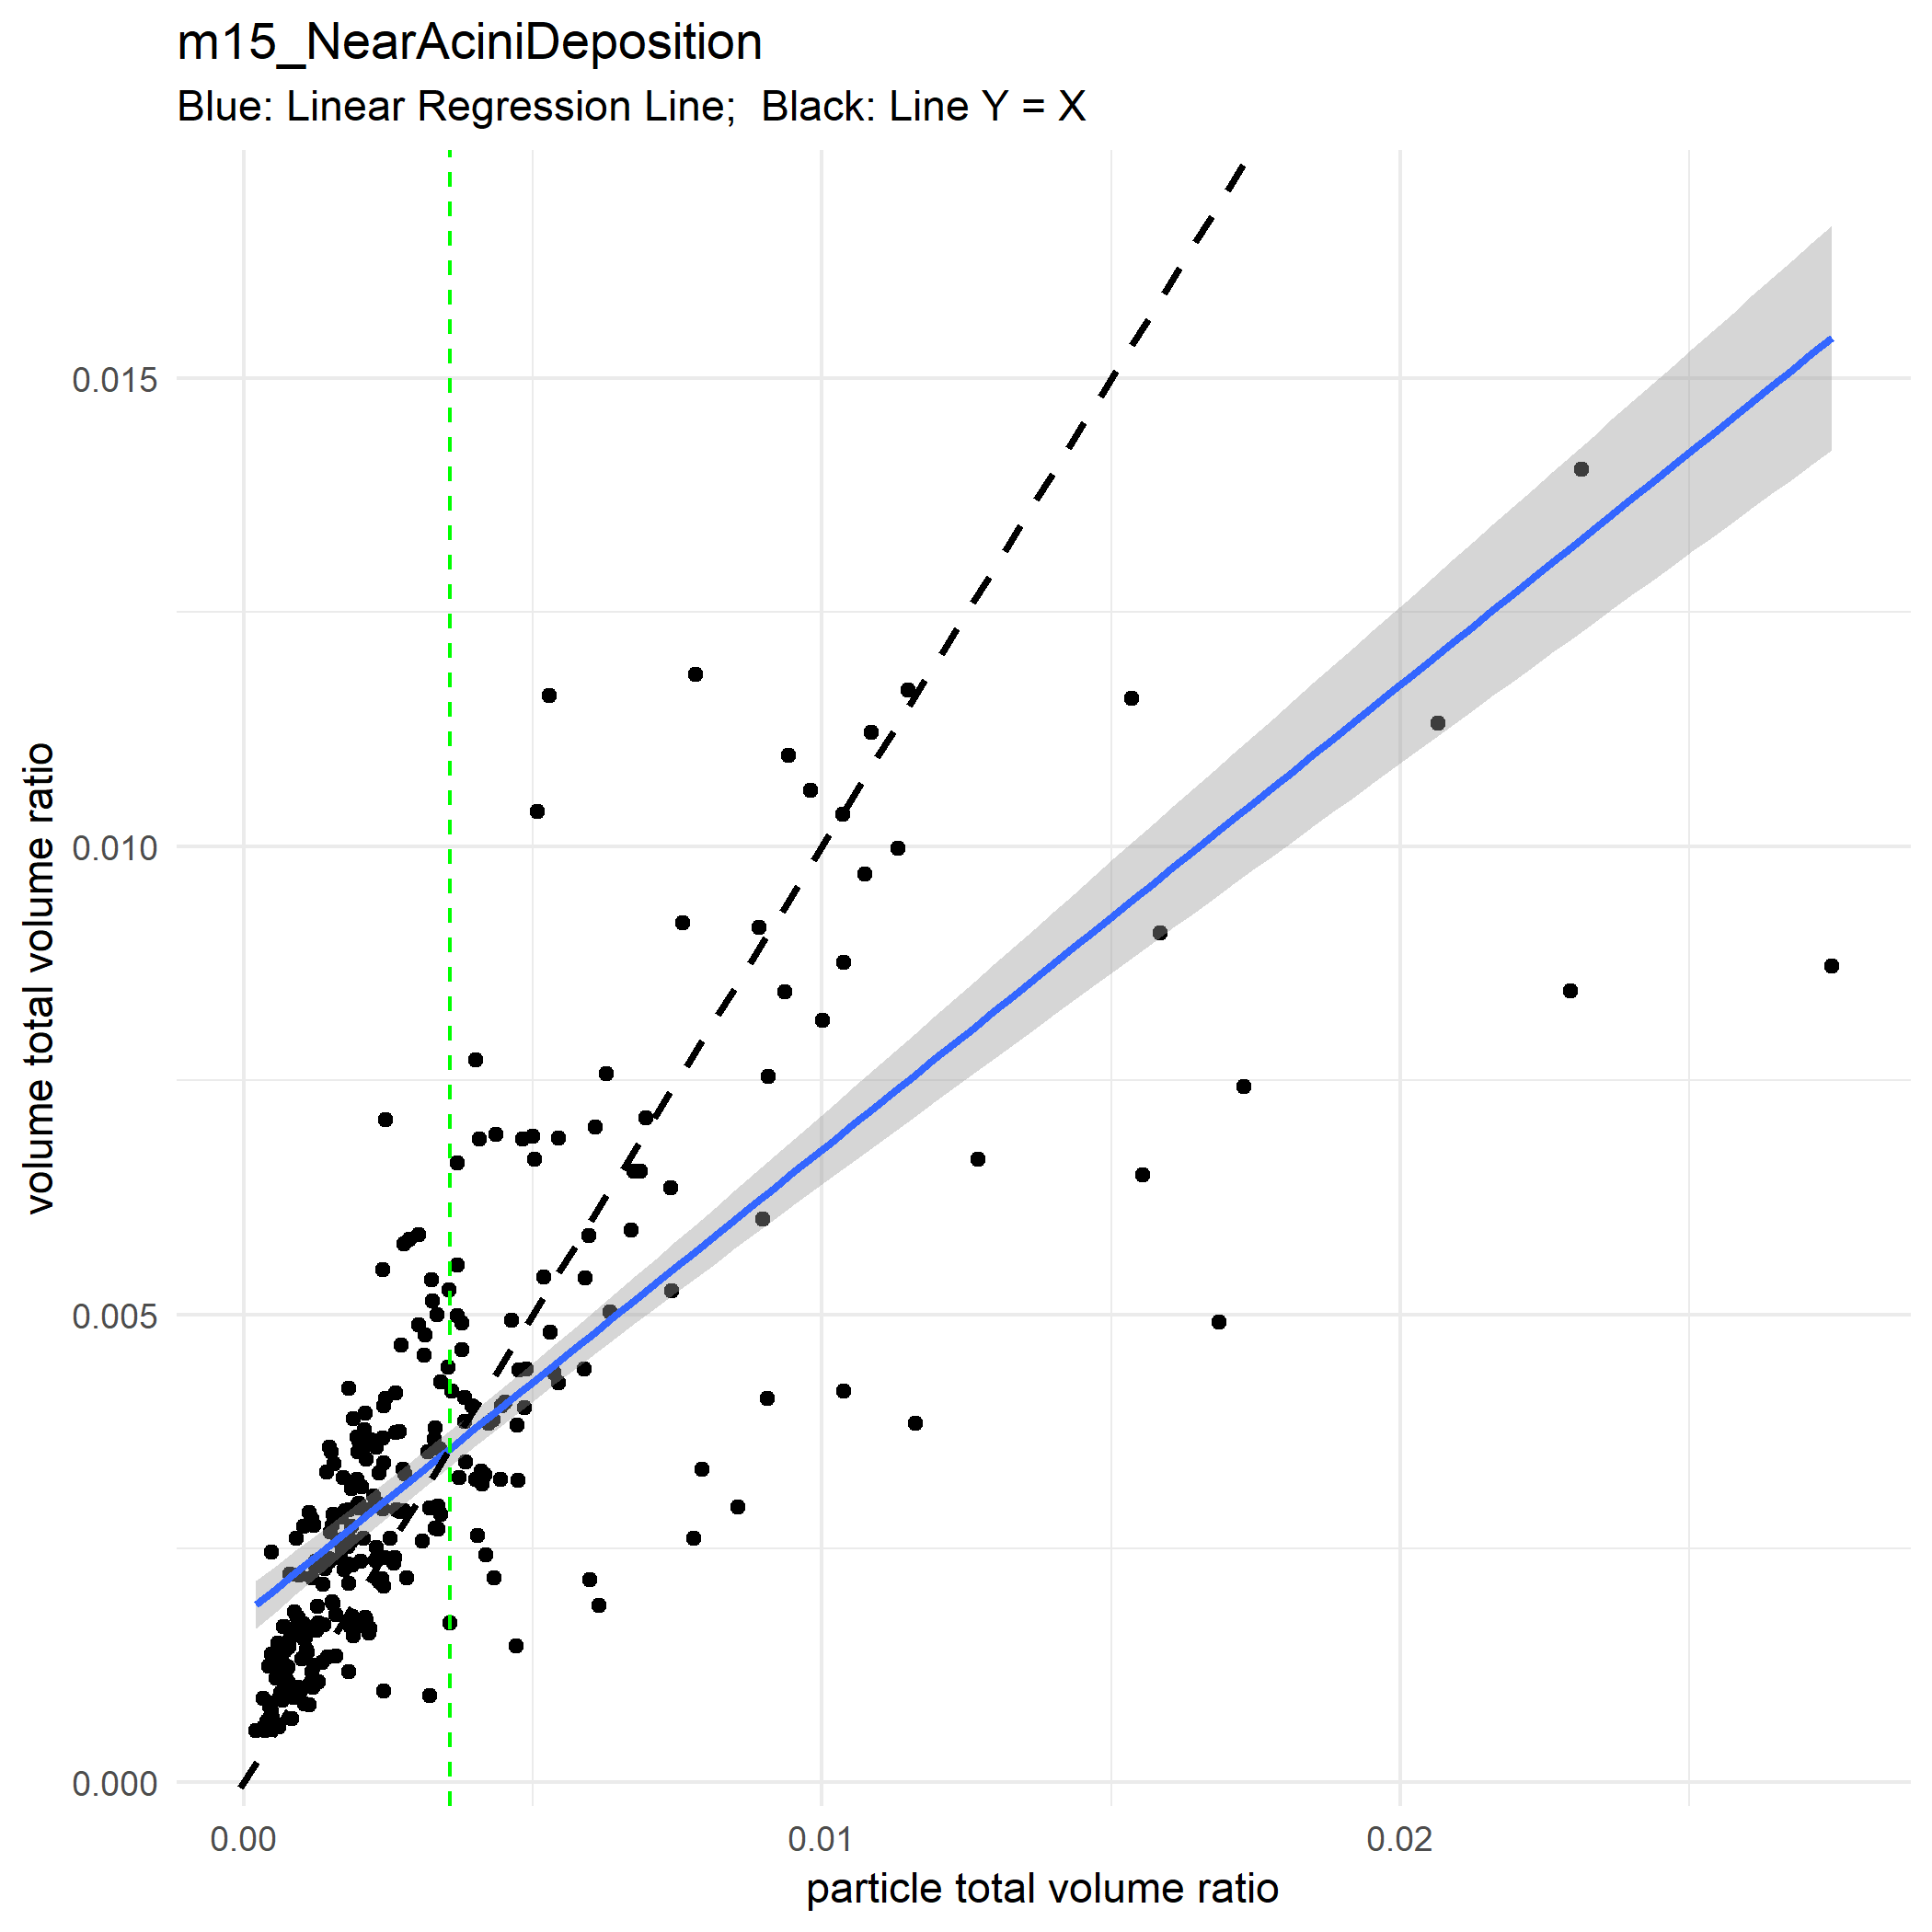 m15_NearAciniDeposition
Blue: Linear Regression Line;  Black: Line Y = X
volume total volume ratio
0.015
0.010
0.005
0.000
0.00
0.01
0.02
particle total volume ratio